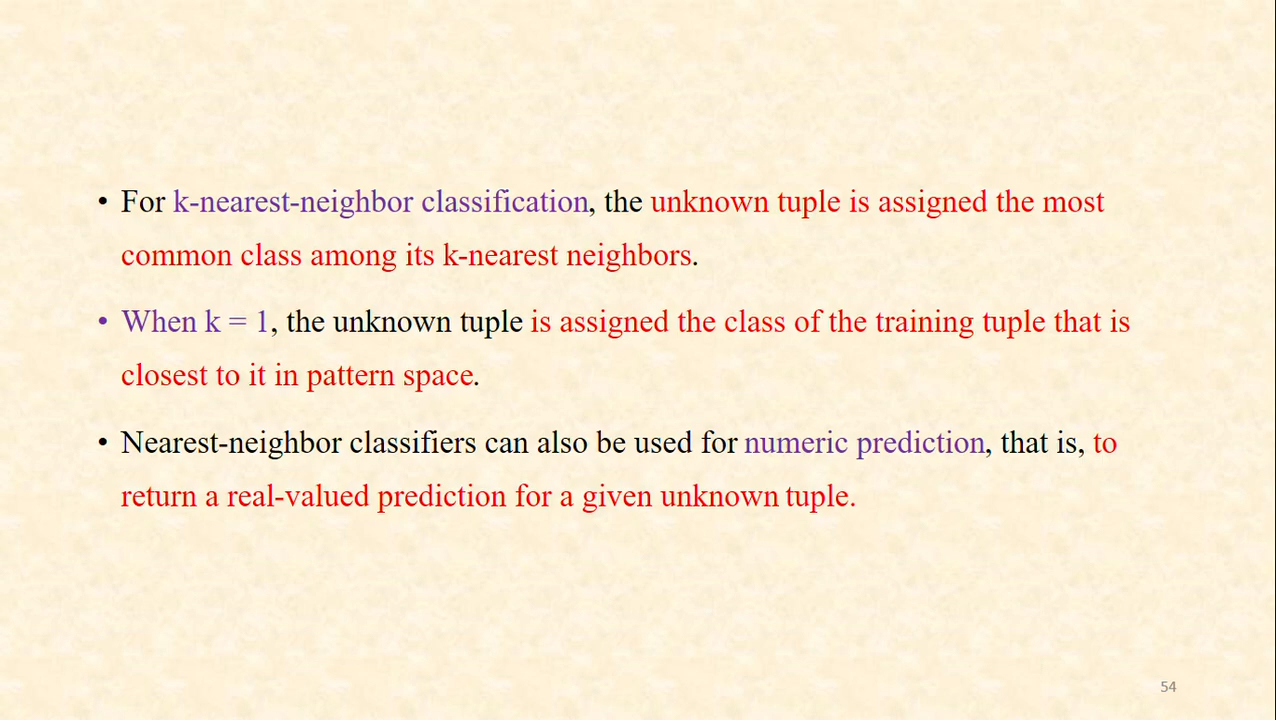 • For k-nearest-neighbor classification, the unknown tuple is assigned the most
common class among its k-nearest neighbors.
• When k = 1, the unknown tuple is assigned the class of the training tuple that is
closest to it in pattern space.
• Nearest-neighbor classifiers can also be used for numeric prediction, that is, to
return a real-valued prediction for a given unknown tuple.
54